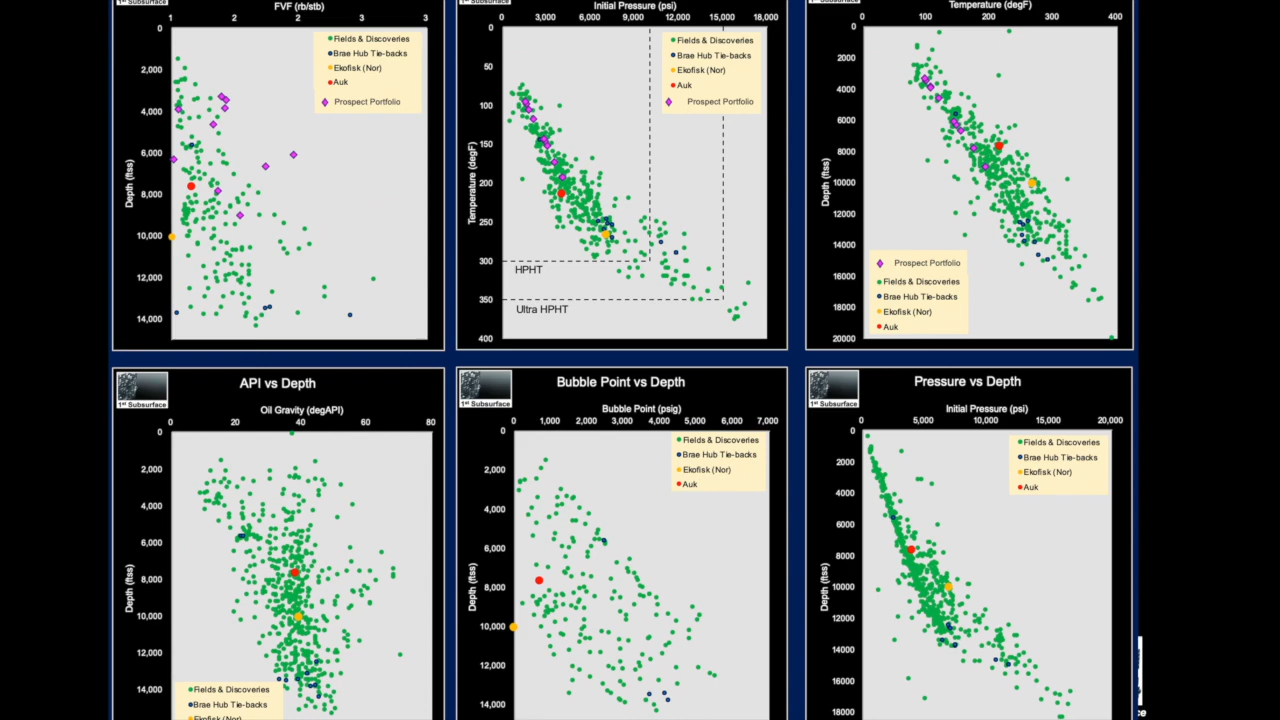 1st Subsurface
FVF (rb/stb)
1 2 2 3 3
0
2,000
4,000
6,000
8,000
10,000
12,000
14,000
Depth (ftss)
Fields & Discoveries
Brae Hub Tie-backs
Ekofisk (Nor)
Auk
Prospect Portfolio
1st Subsurface
Initial Pressure (psi)
0 3,000 6,000 9,000 12,000 15,000 18,000
0
50
100
150
200
250
300
350
400
Temperature (degF)
Fields & Discoveries
Brae Hub Tie-backs
Ekofisk (Nor)
Auk
Prospect Portfolio
HPHT
Ultra HPHT
1st Subsurface
Temperature (degF)
0 100 200 300 400
0
2000
4000
6000
8000
10000
12000
14000
16000
18000
20000
Depth (ftss)
Prospect Portfolio
Fields & Discoveries
Brae Hub Tie-backs
Ekofisk (Nor)
Auk
1st Subsurface
API vs Depth
Oil Gravity (degAPI)
0 20 40 60 80
0
2,000
4,000
6,000
8,000
10,000
12,000
14,000
Depth (ftss)
Fields & Discoveries
Brae Hub Tie-backs
Ekofisk (Nor)
1st Subsurface
Bubble Point vs Depth
Bubble Point (psig)
0 1,000 2,000 3,000 4,000 5,000 6,000 7,000
0
2,000
4,000
6,000
8,000
10,000
12,000
14,000
Depth (ftss)
Fields & Discoveries
Brae Hub Tie-backs
Ekofisk (Nor)
Auk
1st Subsurface
Pressure vs Depth
Initial Pressure (psi)
0 5,000 10,000 15,000 20,000
0
2000
4000
6000
8000
10000
12000
14000
16000
18000
Depth (ftss)
Fields & Discoveries
Brae Hub Tie-backs
Ekofisk (Nor)
Auk
ce